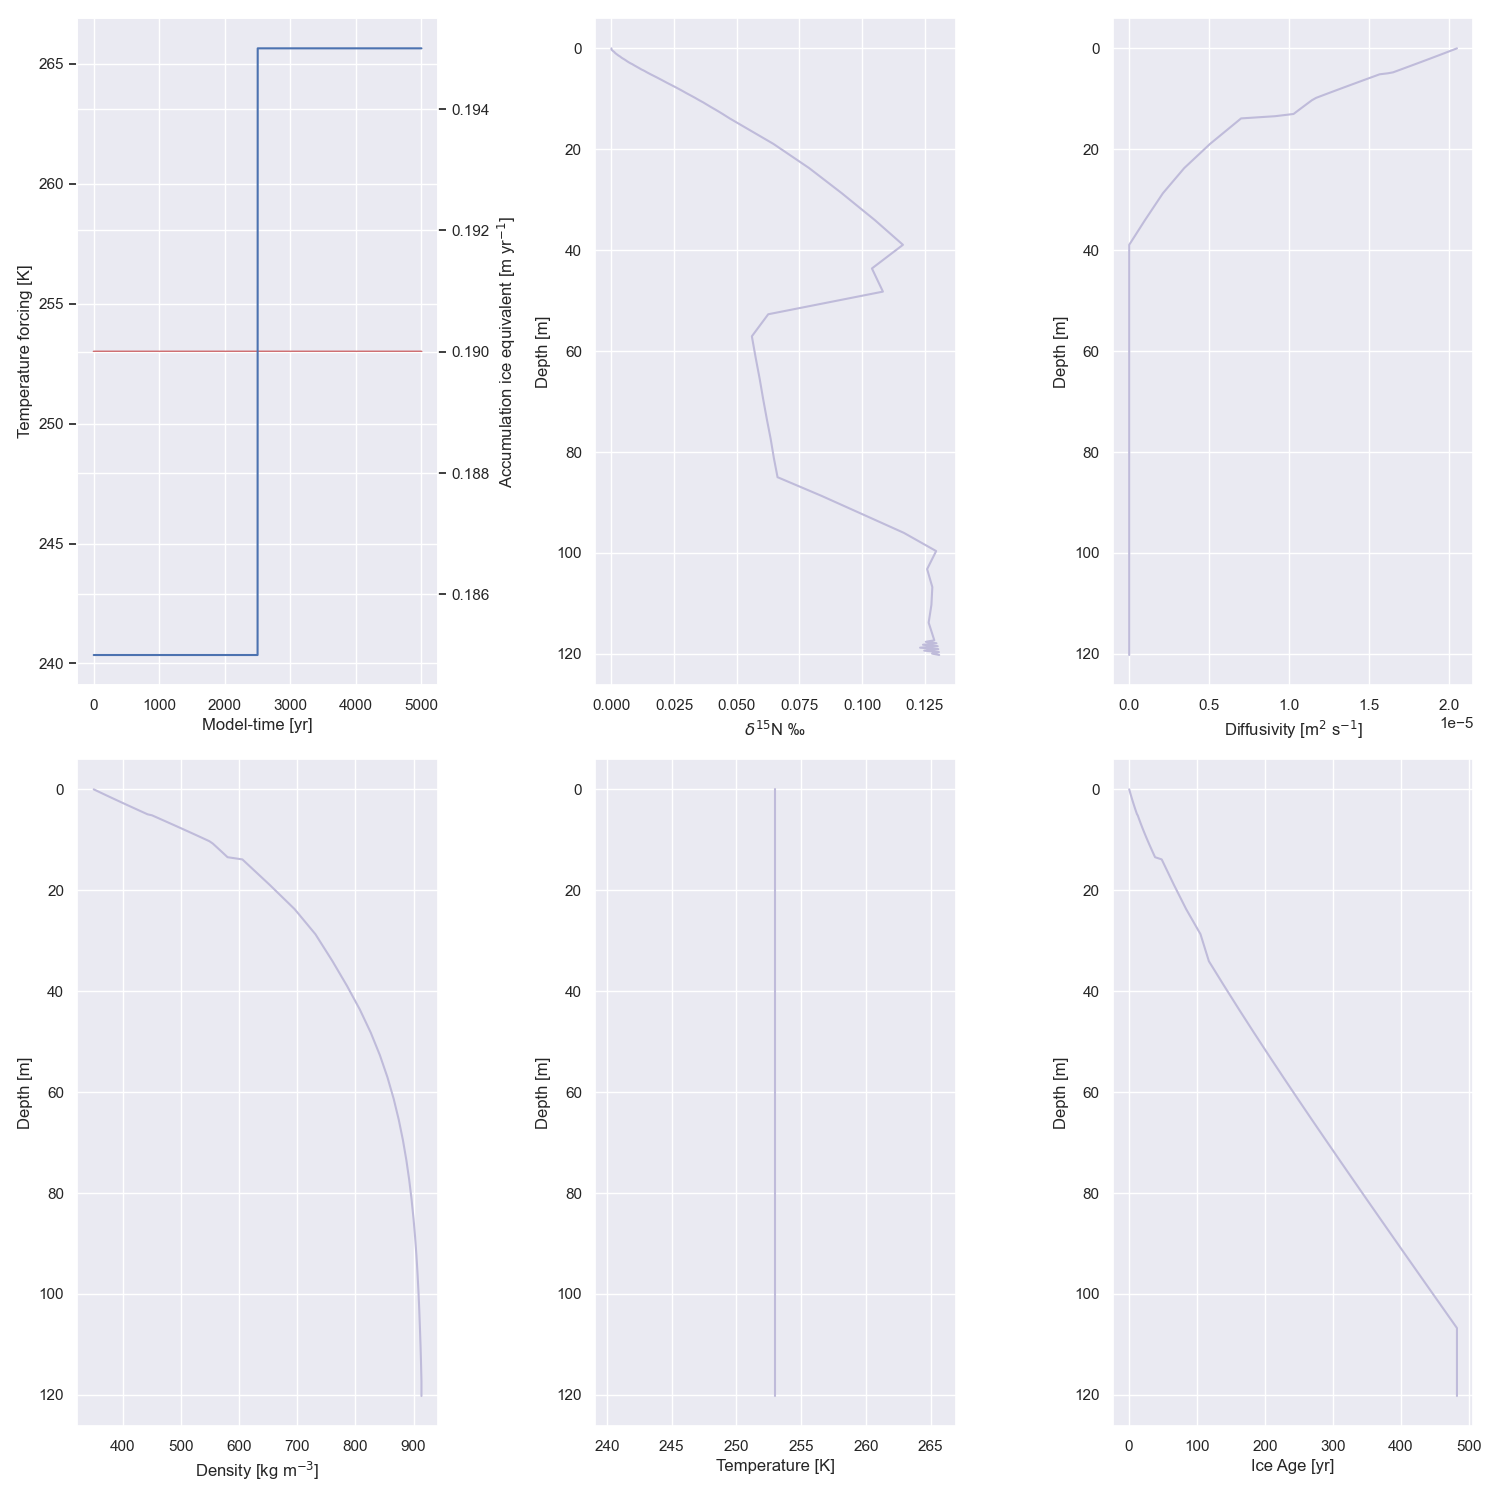 265
260
255
250
245
240
Temperature forcing [K]
0 1000 2000 3000 4000 5000
Model-time [yr]
0.194
0.192
0.190
0.188
0.186
Accumulation ice equivalent [m yr⁻¹]
0
20
40
60
80
100
120
Depth [m]
0.000 0.025 0.050 0.075 0.100 0.125
δ¹⁵N ‰
0
20
40
60
80
100
120
Depth [m]
0.0 0.5 1.0 1.5 2.0
1e−5
Diffusivity [m² s⁻¹]
0
20
40
60
80
100
120
Depth [m]
400 500 600 700 800 900
Density [kg m⁻³]
0
20
40
60
80
100
120
Depth [m]
240 245 250 255 260 265
Temperature [K]
0
20
40
60
80
100
120
Depth [m]
0 100 200 300 400 500
Ice Age [yr]